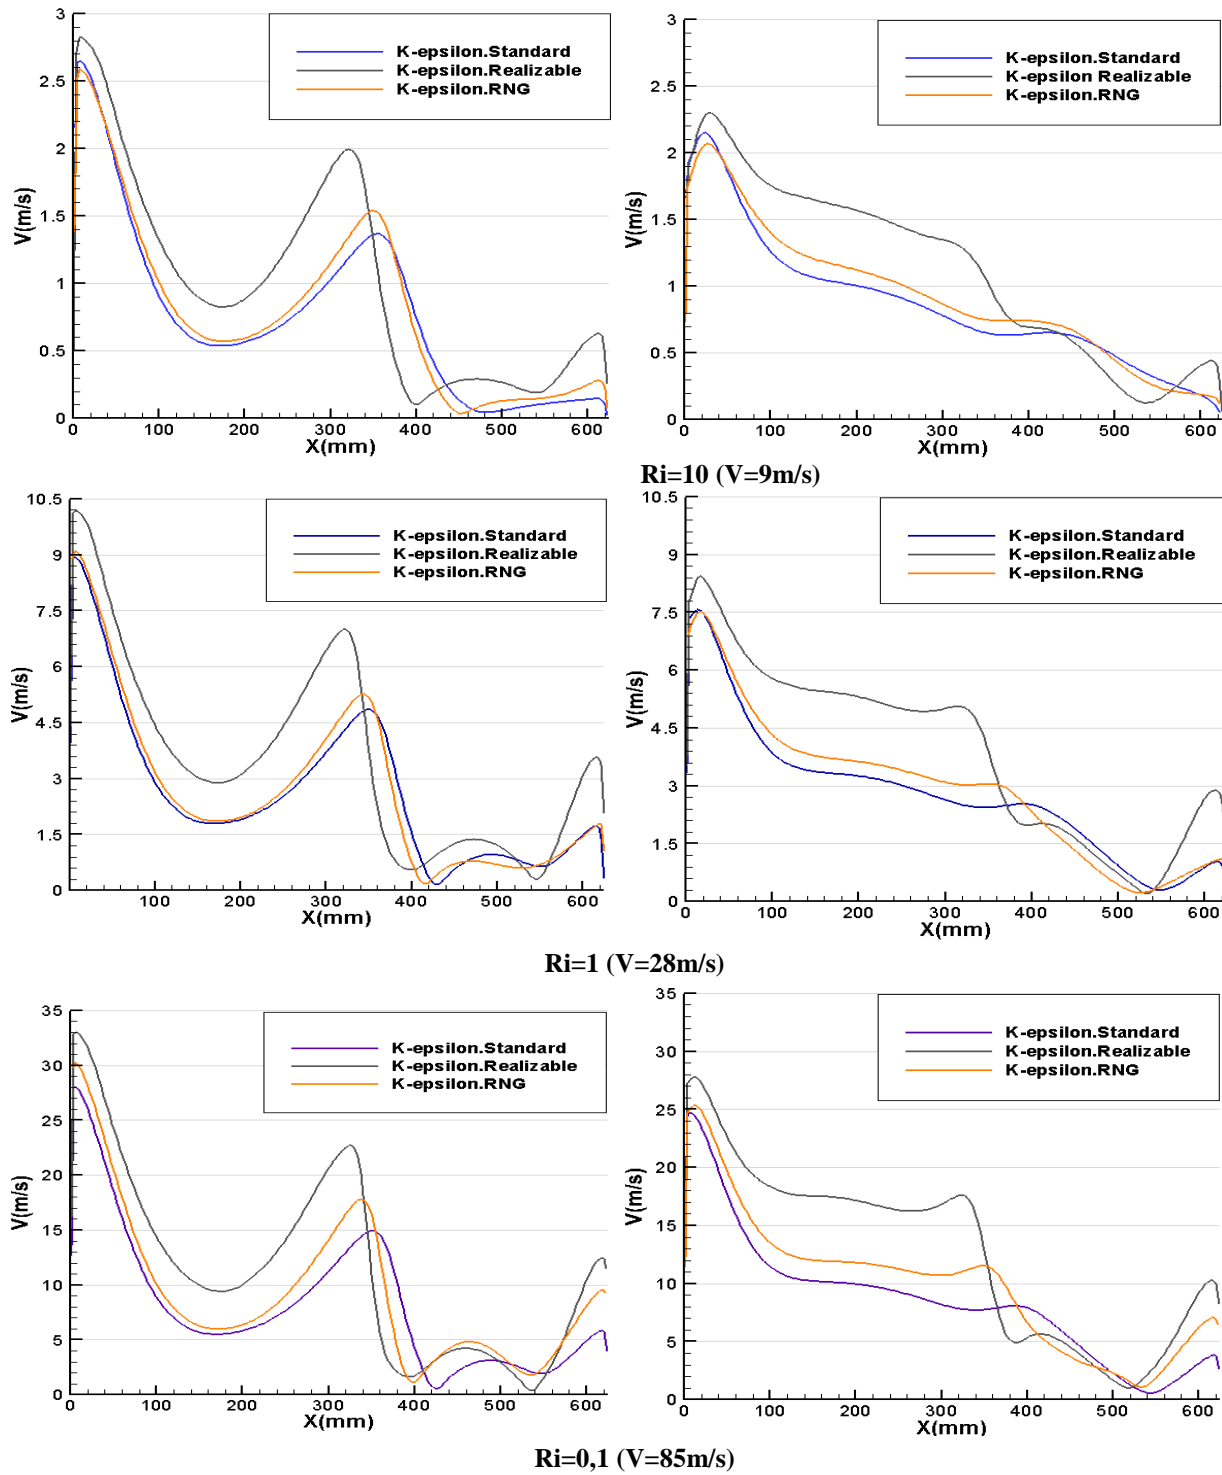 3
2.5
2
1.5
1
0.5
0
V(m/s)
K-epsilon.Standard
K-epsilon.Realizable
K-epsilon.RNG
0 100 200 300 400 500 600
X(mm)
3
2.5
2
1.5
1
0.5
0
V(m/s)
K-epsilon.Standard
K-epsilon Realizable
K-epsilon.RNG
0 100 200 300 400 500 600
X(mm)
Ri=10 (V=9m/s)
10.5
9
7.5
6
4.5
3
1.5
0
V(m/s)
K-epsilon.Standard
K-epsilon.Realizable
K-epsilon.RNG
0 100 200 300 400 500 600
X(mm)
10.5
9
7.5
6
4.5
3
1.5
0
V(m/s)
K-epsilon.Standard
K-epsilon.Realizable
K-epsilon.RNG
0 100 200 300 400 500 600
X(mm)
Ri=1 (V=28m/s)
35
30
25
20
15
10
5
0
V(m/s)
K-epsilon.Standard
K-epsilon.Realizable
K-epsilon.RNG
0 100 200 300 400 500 600
X(mm)
35
30
25
20
15
10
5
0
V(m/s)
K-epsilon.Standard
K-epsilon.Realizable
K-epsilon.RNG
0 100 200 300 400 500 600
X(mm)
Ri=0,1 (V=85m/s)